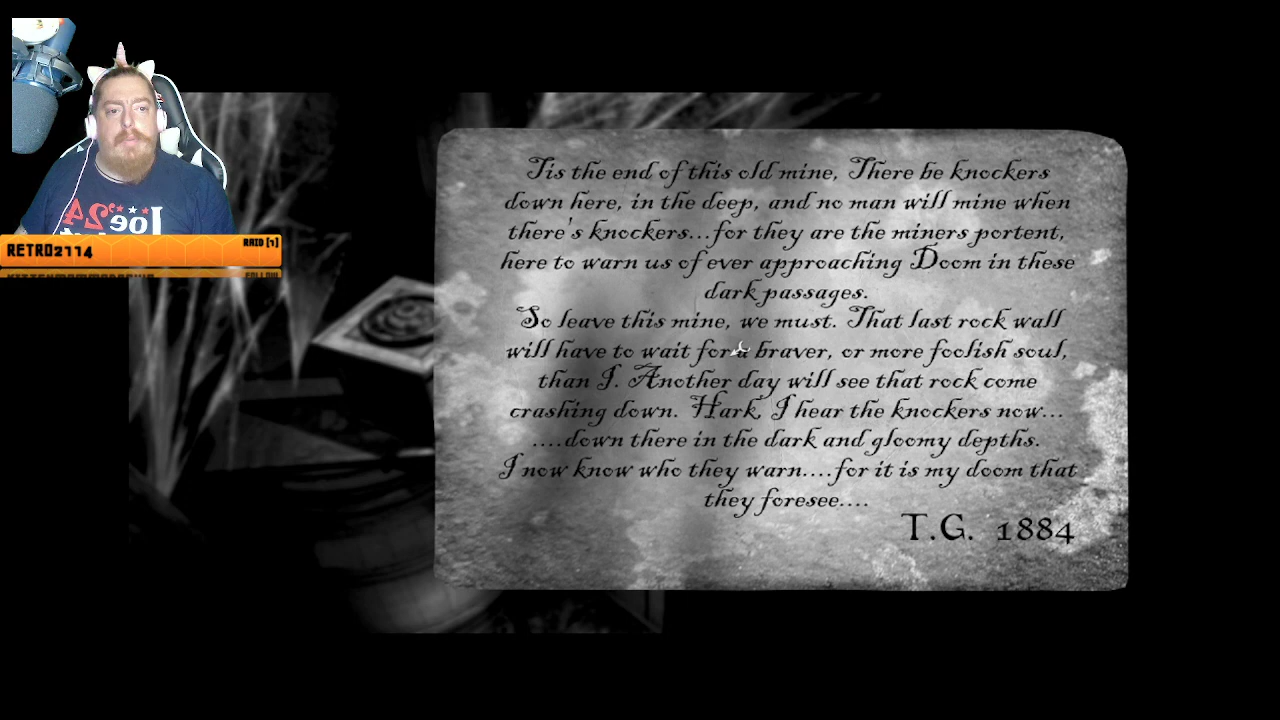 RETRO2114
RAID [1]
FOLLOW
Joe
'24
'Tis the end of this old mine, There be knockers
down here, in the deep, and no man will mine when
there's knockers...for they are the miners portent,
here to warn us of ever approaching Doom in these
dark passages.
So leave this mine, we must. That last rock wall
will have to wait for a braver, or more foolish soul,
than I. Another day will see that rock come
crashing down. Hark, I hear the knockers now...
....down there in the dark and gloomy depths.
I now know who they warn....for it is my doom that
they foresee....
T.G. 1884